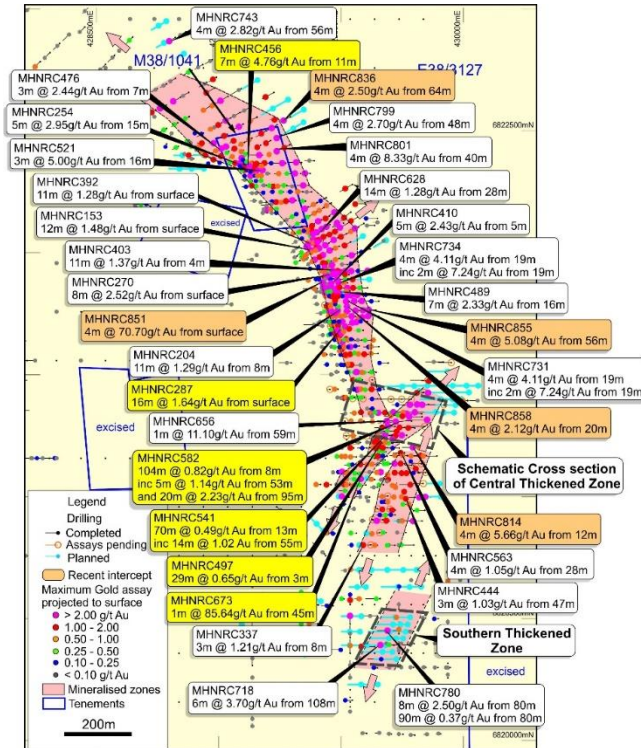 428500mE
430000mE
MHNRC743
4m @ 2.82g/t Au from 56m
M38/1041
MHNRC456
7m @ 4.76g/t Au from 11m
E38/3127
MHNRC476
3m @ 2.44g/t Au from 7m
MHNRC836
4m @ 2.50g/t Au from 64m
MHNRC254
5m @ 2.95g/t Au from 15m
MHNRC799
4m @ 2.70g/t Au from 48m
6822500mN
MHNRC521
3m @ 5.00g/t Au from 16m
MHNRC801
4m @ 8.33g/t Au from 40m
MHNRC392
11m @ 1.28g/t Au from surface
MHNRC628
14m @ 1.28g/t from 28m
MHNRC153
12m @ 1.48g/t Au from surface
excised
MHNRC410
5m @ 2.43g/t Au from 5m
MHNRC403
11m @ 1.37g/t Au from 4m
MHNRC734
4m @ 4.11g/t Au from 19m
inc 2m @ 7.24g/t Au from 19m
MHNRC270
8m @ 2.52g/t Au from surface
MHNRC489
7m @ 2.33g/t Au from 16m
MHNRC851
4m @ 70.70g/t Au from surface
MHNRC855
4m @ 5.08g/t Au from 56m
MHNRC204
11m @ 1.29g/t Au from 8m
MHNRC731
4m @ 4.11g/t Au from 19m
inc 2m @ 7.24g/t Au from 19m
MHNRC287
16m @ 1.64g/t Au from surface
MHNRC858
4m @ 2.12g/t Au from 20m
MHNRC656
1m @ 11.10g/t Au from 59m
excised
MHNRC582
104m @ 0.82g/t Au from 8m
inc 5m @ 1.14g/t Au from 53m
and 20m @ 2.23g/t Au from 95m
Schematic Cross section
of Central Thickened Zone
MHNRC541
70m @ 0.49g/t Au from 13m
inc 14m @ 1.02 Au from 55m
MHNRC814
4m @ 5.66g/t Au from 12m
MHNRC497
29m @ 0.65g/t Au from 3m
MHNRC563
4m @ 1.05g/t Au from 28m
MHNRC673
1m @ 85.64g/t Au from 45m
MHNRC444
3m @ 1.03g/t Au from 47m
MHNRC337
3m @ 1.21g/t Au from 8m
Southern Thickened
Zone
excised
MHNRC718
6m @ 3.70g/t Au from 108m
MHNRC780
8m @ 2.50g/t Au from 80m
90m @ 0.37g/t Au from 80m
6820000mN
Legend
Drilling
Completed
Assays pending
Planned
Recent intercept
Maximum Gold assay
projected to surface
> 2.00 g/t Au
1.00 - 2.00
0.50 - 1.00
0.25 - 0.50
0.10 - 0.25
< 0.10 g/t Au
Mineralised zones
Tenements
200m